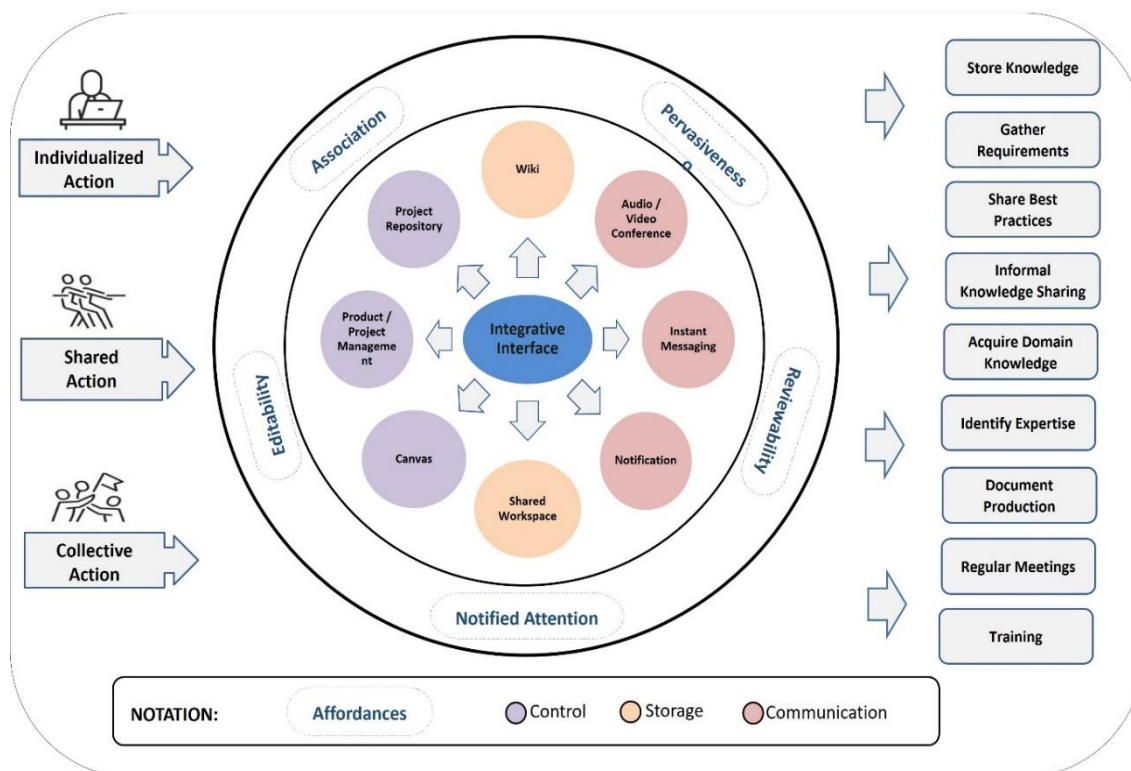 Individualized
Action
Shared
Action
Collective
Action
Association
Pervasiveness
Editability
Reviewability
Notified Attention
Wiki
Project
Repository
Audio /
Video
Conference
Product /
Project
Manageme
nt
Integrative
Interface
Instant
Messaging
Canvas
Shared
Workspace
Notification
Store Knowledge
Gather
Requirements
Share Best
Practices
Informal
Knowledge Sharing
Acquire Domain
Knowledge
Identify Expertise
Document
Production
Regular Meetings
Training
NOTATION:
Affordances
Control
Storage
Communication